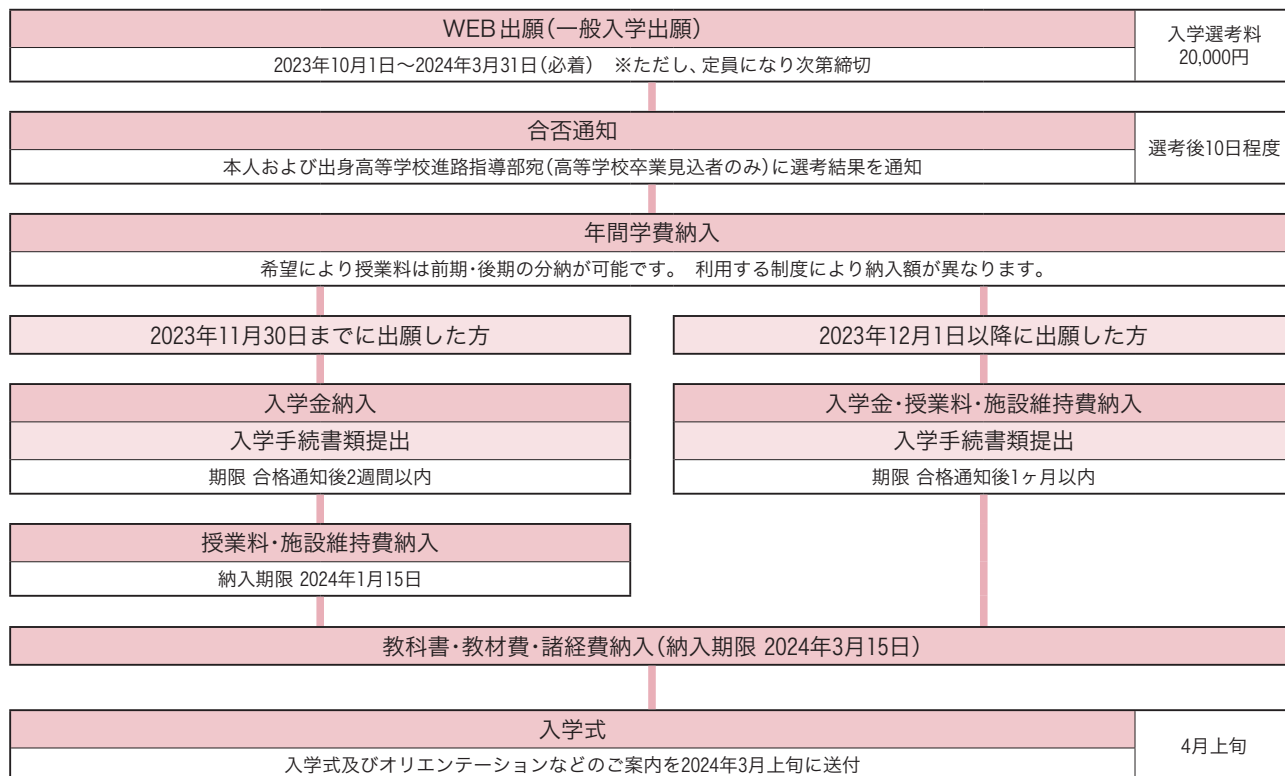 WEB出願(一般入学出願)
2023年10月1日～2024年3月31日(必着)　※ただし、定員になり次第締切
入学選考料
20,000円
合否通知
本人および出身高等学校進路指導部宛(高等学校卒業見込者のみ)に選考結果を通知
選考後10日程度
年間学費納入
希望により授業料は前期・後期の分納が可能です。　利用する制度により納入額が異なります。
2023年11月30日までに出願した方
2023年12月1日以降に出願した方
入学金納入
入学手続書類提出
期限 合格通知後2週間以内
入学金・授業料・施設維持費納入
入学手続書類提出
期限 合格通知後1ヶ月以内
授業料・施設維持費納入
納入期限 2024年1月15日
教科書・教材費・諸経費納入(納入期限 2024年3月15日)
入学式
入学式及びオリエンテーションなどのご案内を2024年3月上旬に送付
4月上旬